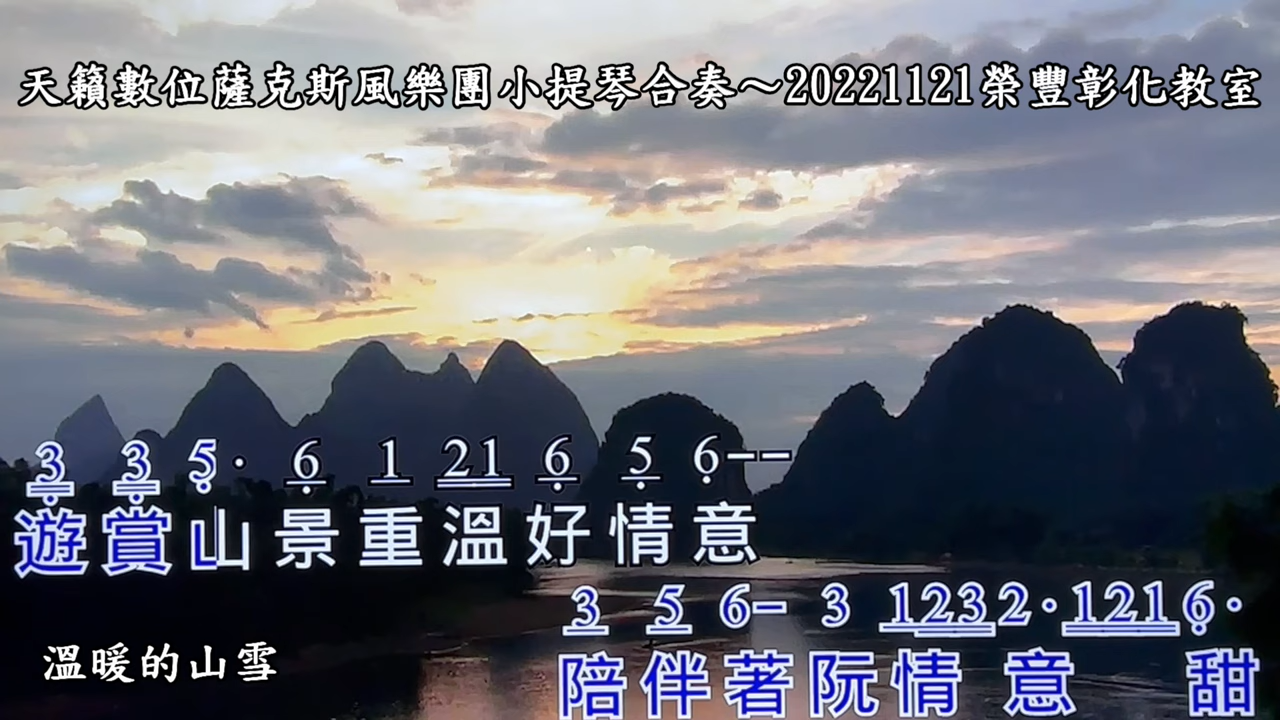 天籟數位薩克斯風樂團小提琴合奏～20221121榮豐彰化教室
3 3 5· 6 1 21 6 5 6--
遊賞山景重溫好情意
3 5 6- 3 1232·1216·
陪伴著阮情意 甜
溫暖的山雪